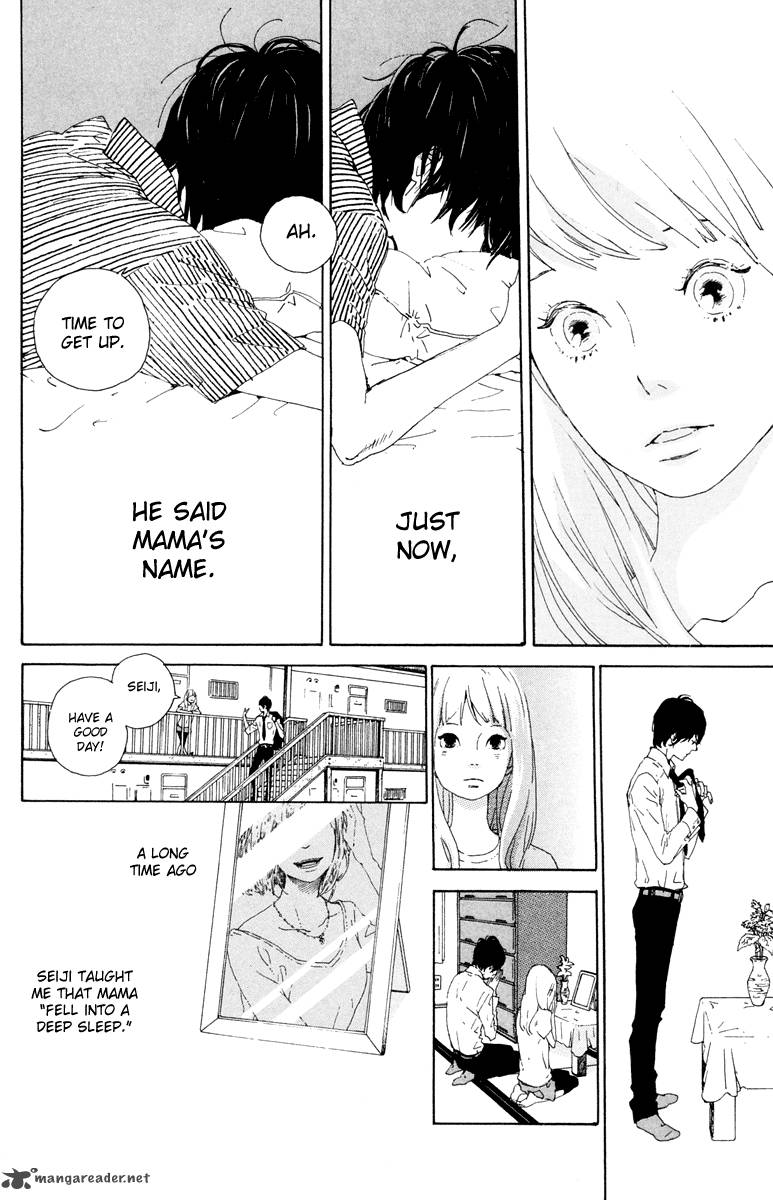 JUST
NOW,
AH.
TIME TO
GET UP.
HE SAID
MAMA'S
NAME.
SEIJI,
HAVE A
GOOD
DAY!
A LONG
TIME AGO
SEIJI TAUGHT
ME THAT MAMA
"FELL INTO A
DEEP SLEEP."
mangareader.net